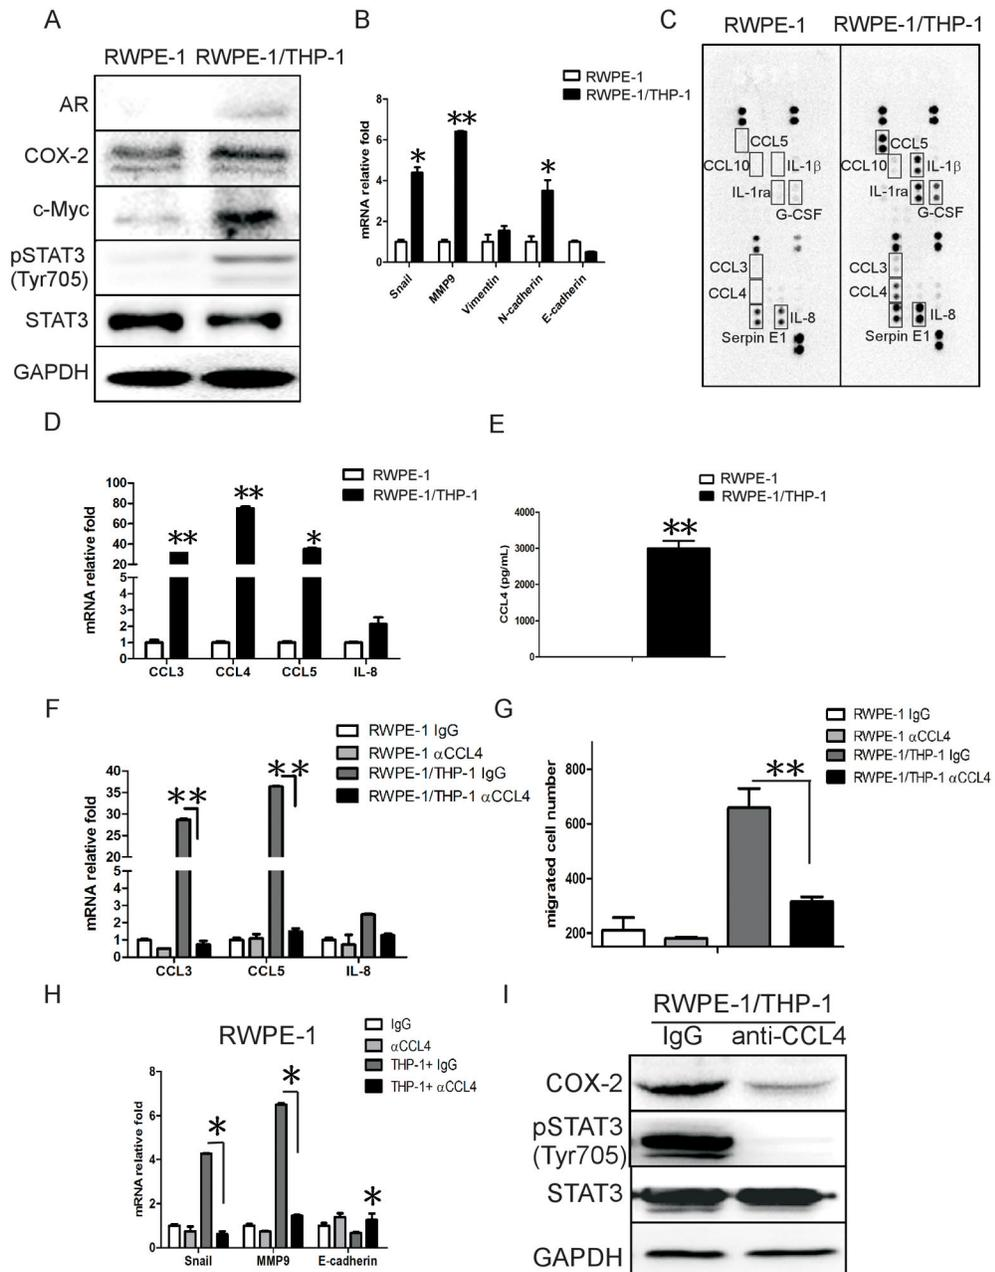 A
RWPE-1 RWPE-1/THP-1
AR
COX-2
c-Myc
pSTAT3
(Tyr705)
STAT3
GAPDH
B
RWPE-1
RWPE-1/THP-1
mRNA relative fold
8
6
4
2
0
*
**
*
Snail
MMP9
Vimentin
N-cadherin
E-cadherin
C
RWPE-1 RWPE-1/THP-1
CCL5
CCL10
IL-1β
IL-1ra
G-CSF
CCL3
CCL4
IL-8
Serpin E1
CCL5
CCL10
IL-1β
IL-1ra
G-CSF
CCL3
CCL4
IL-8
Serpin E1
D
RWPE-1
RWPE-1/THP-1
mRNA relative fold
100
80
60
40
20
5
4
3
2
1
0
**
**
*
CCL3 CCL4 CCL5 IL-8
E
RWPE-1
RWPE-1/THP-1
CCL4 (pg/mL)
4000
3000
2000
1000
0
**
F
RWPE-1 IgG
RWPE-1 αCCL4
RWPE-1/THP-1 IgG
RWPE-1/THP-1 αCCL4
mRNA relative fold
40
35
30
25
20
5
4
3
2
1
0
**
**
CCL3 CCL5 IL-8
G
RWPE-1 IgG
RWPE-1 αCCL4
RWPE-1/THP-1 IgG
RWPE-1/THP-1 αCCL4
migrated cell number
800
600
400
200
**
H
RWPE-1
IgG
αCCL4
THP-1+ IgG
THP-1+ αCCL4
mRNA relative fold
8
6
4
2
0
*
*
*
Snail MMP9 E-cadherin
I
RWPE-1/THP-1
IgG anti-CCL4
COX-2
pSTAT3
(Tyr705)
STAT3
GAPDH